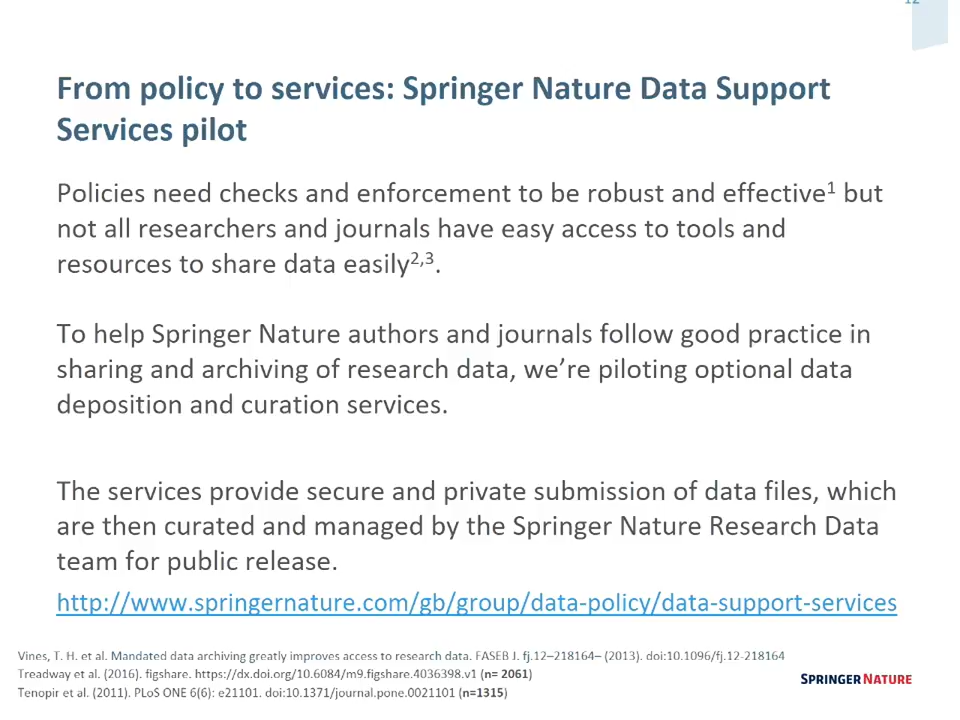 12
From policy to services: Springer Nature Data Support
Services pilot
Policies need checks and enforcement to be robust and effective1 but
not all researchers and journals have easy access to tools and
resources to share data easily2,3.
To help Springer Nature authors and journals follow good practice in
sharing and archiving of research data, we’re piloting optional data
deposition and curation services.
The services provide secure and private submission of data files, which
are then curated and managed by the Springer Nature Research Data
team for public release.
http://www.springernature.com/gb/group/data-policy/data-support-services
Vines, T. H. et al. Mandated data archiving greatly improves access to research data. FASEB J. fj.12–218164– (2013). doi:10.1096/fj.12-218164
Treadway et al. (2016). figshare. https://dx.doi.org/10.6084/m9.figshare.4036398.v1 (n= 2061)
Tenopir et al. (2011). PLoS ONE 6(6): e21101. doi:10.1371/journal.pone.0021101 (n=1315)
SPRINGER NATURE